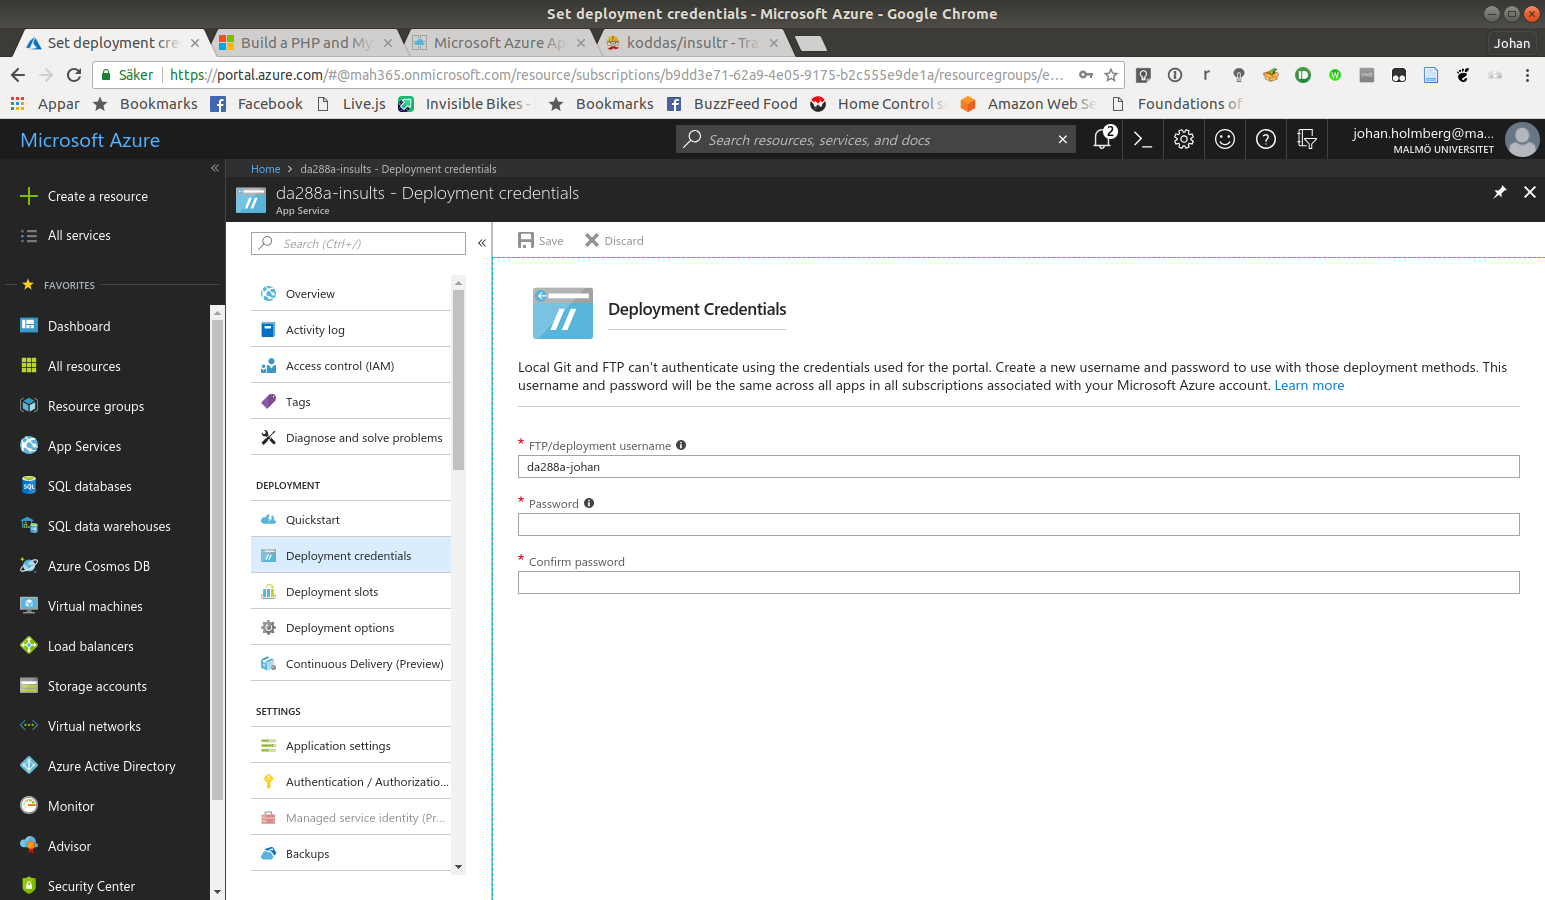 Set deployment credentials - Microsoft Azure - Google Chrome
Set deployment cre
Build a PHP and My
Microsoft Azure Ap
koddas/insultr - Tra
Johan
Säker
https://portal.azure.com/#@mah365.onmicrosoft.com/resource/subscriptions/b9dd3e71-62a9-4e05-9175-b2c555e9de1a/resourcegroups/e...
Appar
Bookmarks
Facebook
Live.js
Invisible Bikes -
Bookmarks
BuzzFeed Food
Home Control s
Amazon Web Se
Foundations of
Microsoft Azure
Search resources, services, and docs
2
johan.holmberg@ma...
MALMÖ UNIVERSITET
Home > da288a-insults - Deployment credentials
da288a-insults - Deployment credentials
App Service
Create a resource
All services
FAVORITES
Dashboard
All resources
Resource groups
App Services
SQL databases
SQL data warehouses
Azure Cosmos DB
Virtual machines
Load balancers
Storage accounts
Virtual networks
Azure Active Directory
Monitor
Advisor
Security Center
Search (Ctrl+/)
Overview
Activity log
Access control (IAM)
Tags
Diagnose and solve problems
DEPLOYMENT
Quickstart
Deployment credentials
Deployment slots
Deployment options
Continuous Delivery (Preview)
SETTINGS
Application settings
Authentication / Authorizatio...
Managed service identity (Pr...
Backups
Save
Discard
Deployment Credentials
Local Git and FTP can't authenticate using the credentials used for the portal. Create a new username and password to use with those deployment methods. This
username and password will be the same across all apps in all subscriptions associated with your Microsoft Azure account. Learn more
* FTP/deployment username
da288a-johan
* Password
* Confirm password